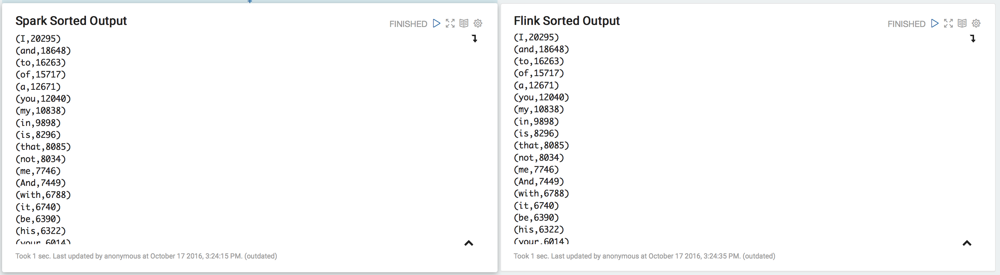 Spark Sorted Output
FINISHED
(I,20295)
(and,18648)
(to,16263)
(of,15717)
(a,12671)
(you,12040)
(my,10838)
(in,9898)
(is,8296)
(that,8085)
(not,8034)
(me,7746)
(And,7449)
(with,6788)
(it,6740)
(be,6390)
(his,6322)
(your,6014)
Took 1 sec. Last updated by anonymous at October 17 2016, 3:24:15 PM. (outdated)
Flink Sorted Output
FINISHED
(I,20295)
(and,18648)
(to,16263)
(of,15717)
(a,12671)
(you,12040)
(my,10838)
(in,9898)
(is,8296)
(that,8085)
(not,8034)
(me,7746)
(And,7449)
(with,6788)
(it,6740)
(be,6390)
(his,6322)
(your,6014)
Took 1 sec. Last updated by anonymous at October 17 2016, 3:24:35 PM. (outdated)